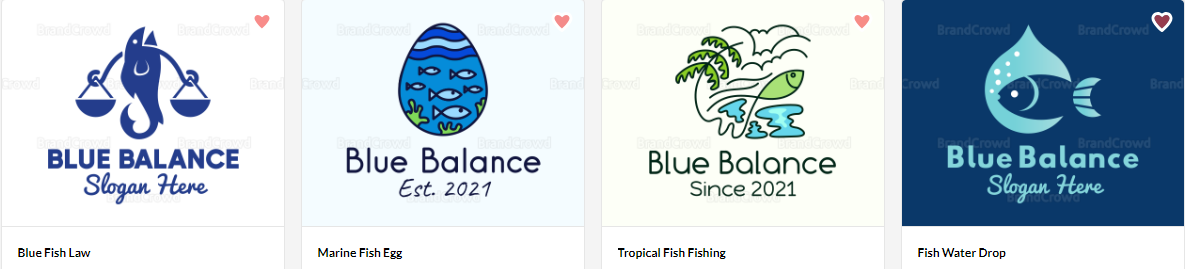 BLUE BALANCE
Slogan Here
Blue Fish Law
Blue Balance
Est. 2021
Marine Fish Egg
Blue Balance
Since 2021
Tropical Fish Fishing
Blue Balance
Slogan Here
Fish Water Drop
BrandCrowd